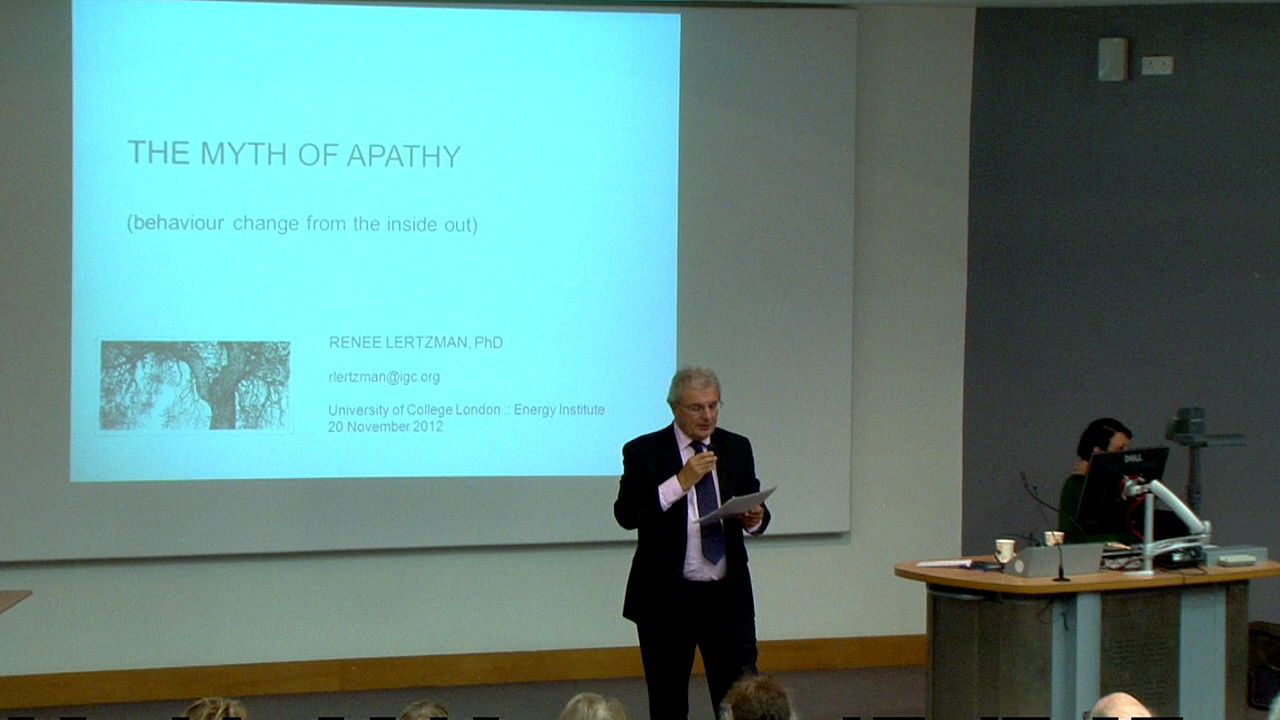 THE MYTH OF APATHY
(behaviour change from the inside out)
RENEE LERTZMAN, PhD
rlertzman@igc.org
University of College London :: Energy Institute
20 November 2012
DELL